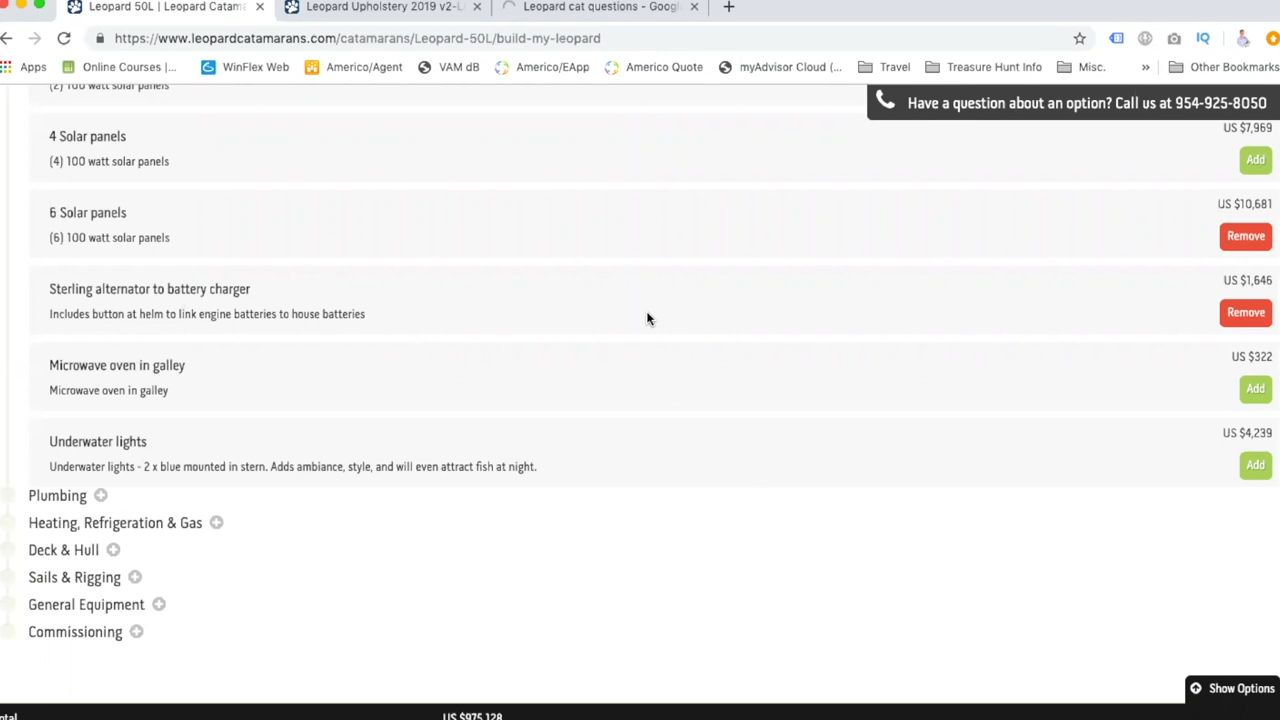 Leopard 50L | Leopard Catam
Leopard Upholstery 2019 v2-L
Leopard cat questions - Goog
https://www.leopardcatamarans.com/catamarans/Leopard-50L/build-my-leopard
Apps
Online Courses |...
WinFlex Web
Americo/Agent
VAM dB
Americo/EApp
Americo Quote
myAdvisor Cloud (...
Travel
Treasure Hunt Info
Misc.
»
Other Bookmarks
(2) 100 watt solar panels
Have a question about an option? Call us at 954-925-8050
4 Solar panels
US $7,969
(4) 100 watt solar panels
Add
6 Solar panels
US $10,681
(6) 100 watt solar panels
Remove
Sterling alternator to battery charger
US $1,646
Includes button at helm to link engine batteries to house batteries
Remove
Microwave oven in galley
US $322
Microwave oven in galley
Add
Underwater lights
US $4,239
Underwater lights - 2 x blue mounted in stern. Adds ambiance, style, and will even attract fish at night.
Add
Plumbing
Heating, Refrigeration & Gas
Deck & Hull
Sails & Rigging
General Equipment
Commissioning
Show Options
US $975,128